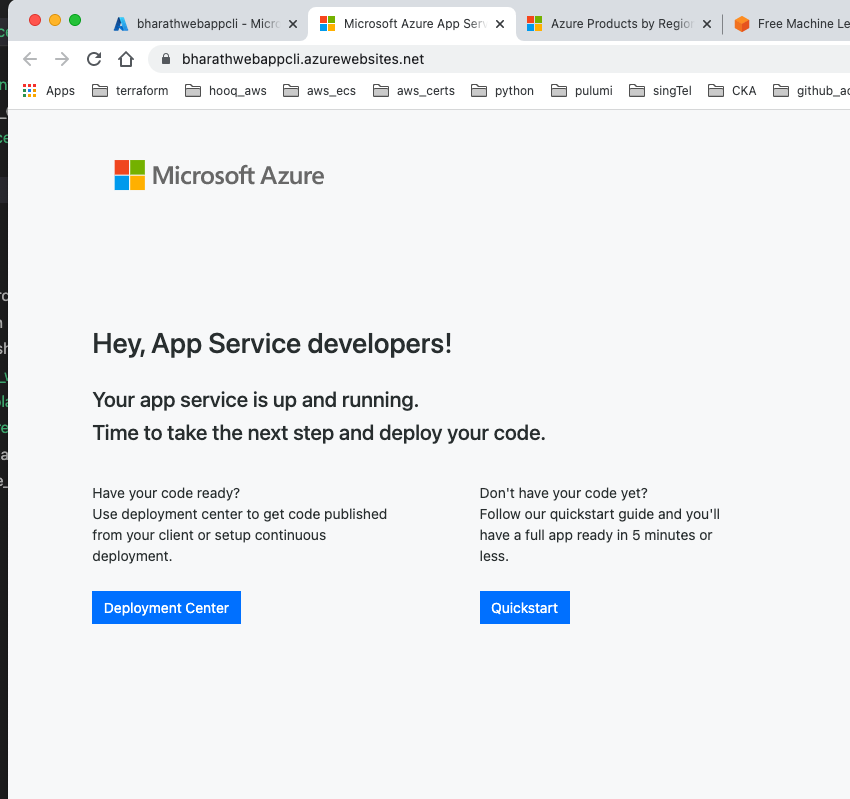 bharathwebappcli - Micro
Microsoft Azure App Serv
Azure Products by Region
Free Machine Le
bharathwebappcli.azurewebsites.net
Apps
terraform
hooq_aws
aws_ecs
aws_certs
python
pulumi
singTel
CKA
github_ac
Microsoft Azure
Hey, App Service developers!
Your app service is up and running.
Time to take the next step and deploy your code.
Have your code ready?
Use deployment center to get code published
from your client or setup continuous
deployment.
Deployment Center
Don't have your code yet?
Follow our quickstart guide and you'll
have a full app ready in 5 minutes or
less.
Quickstart